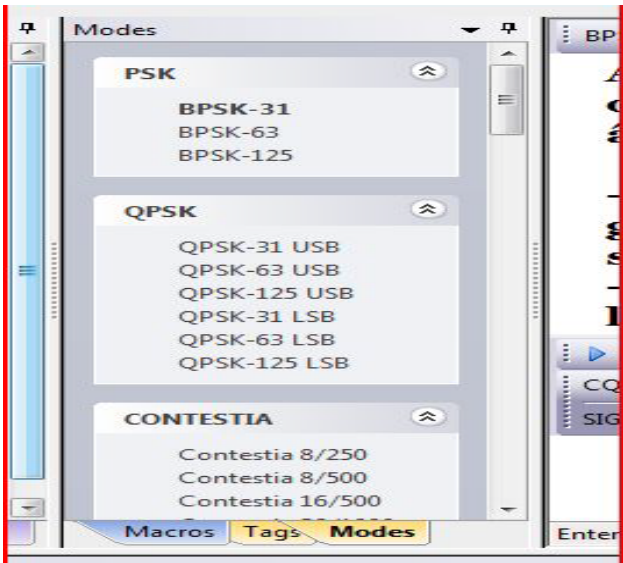 Modes
PSK
BPSK-31
BPSK-63
BPSK-125
QPSK
QPSK-31 USB
QPSK-63 USB
QPSK-125 USB
QPSK-31 LSB
QPSK-63 LSB
QPSK-125 LSB
CONTESTIA
Contestia 8/250
Contestia 8/500
Contestia 16/500
Macros Tags Modes
BP
CQ
SIG
Enter